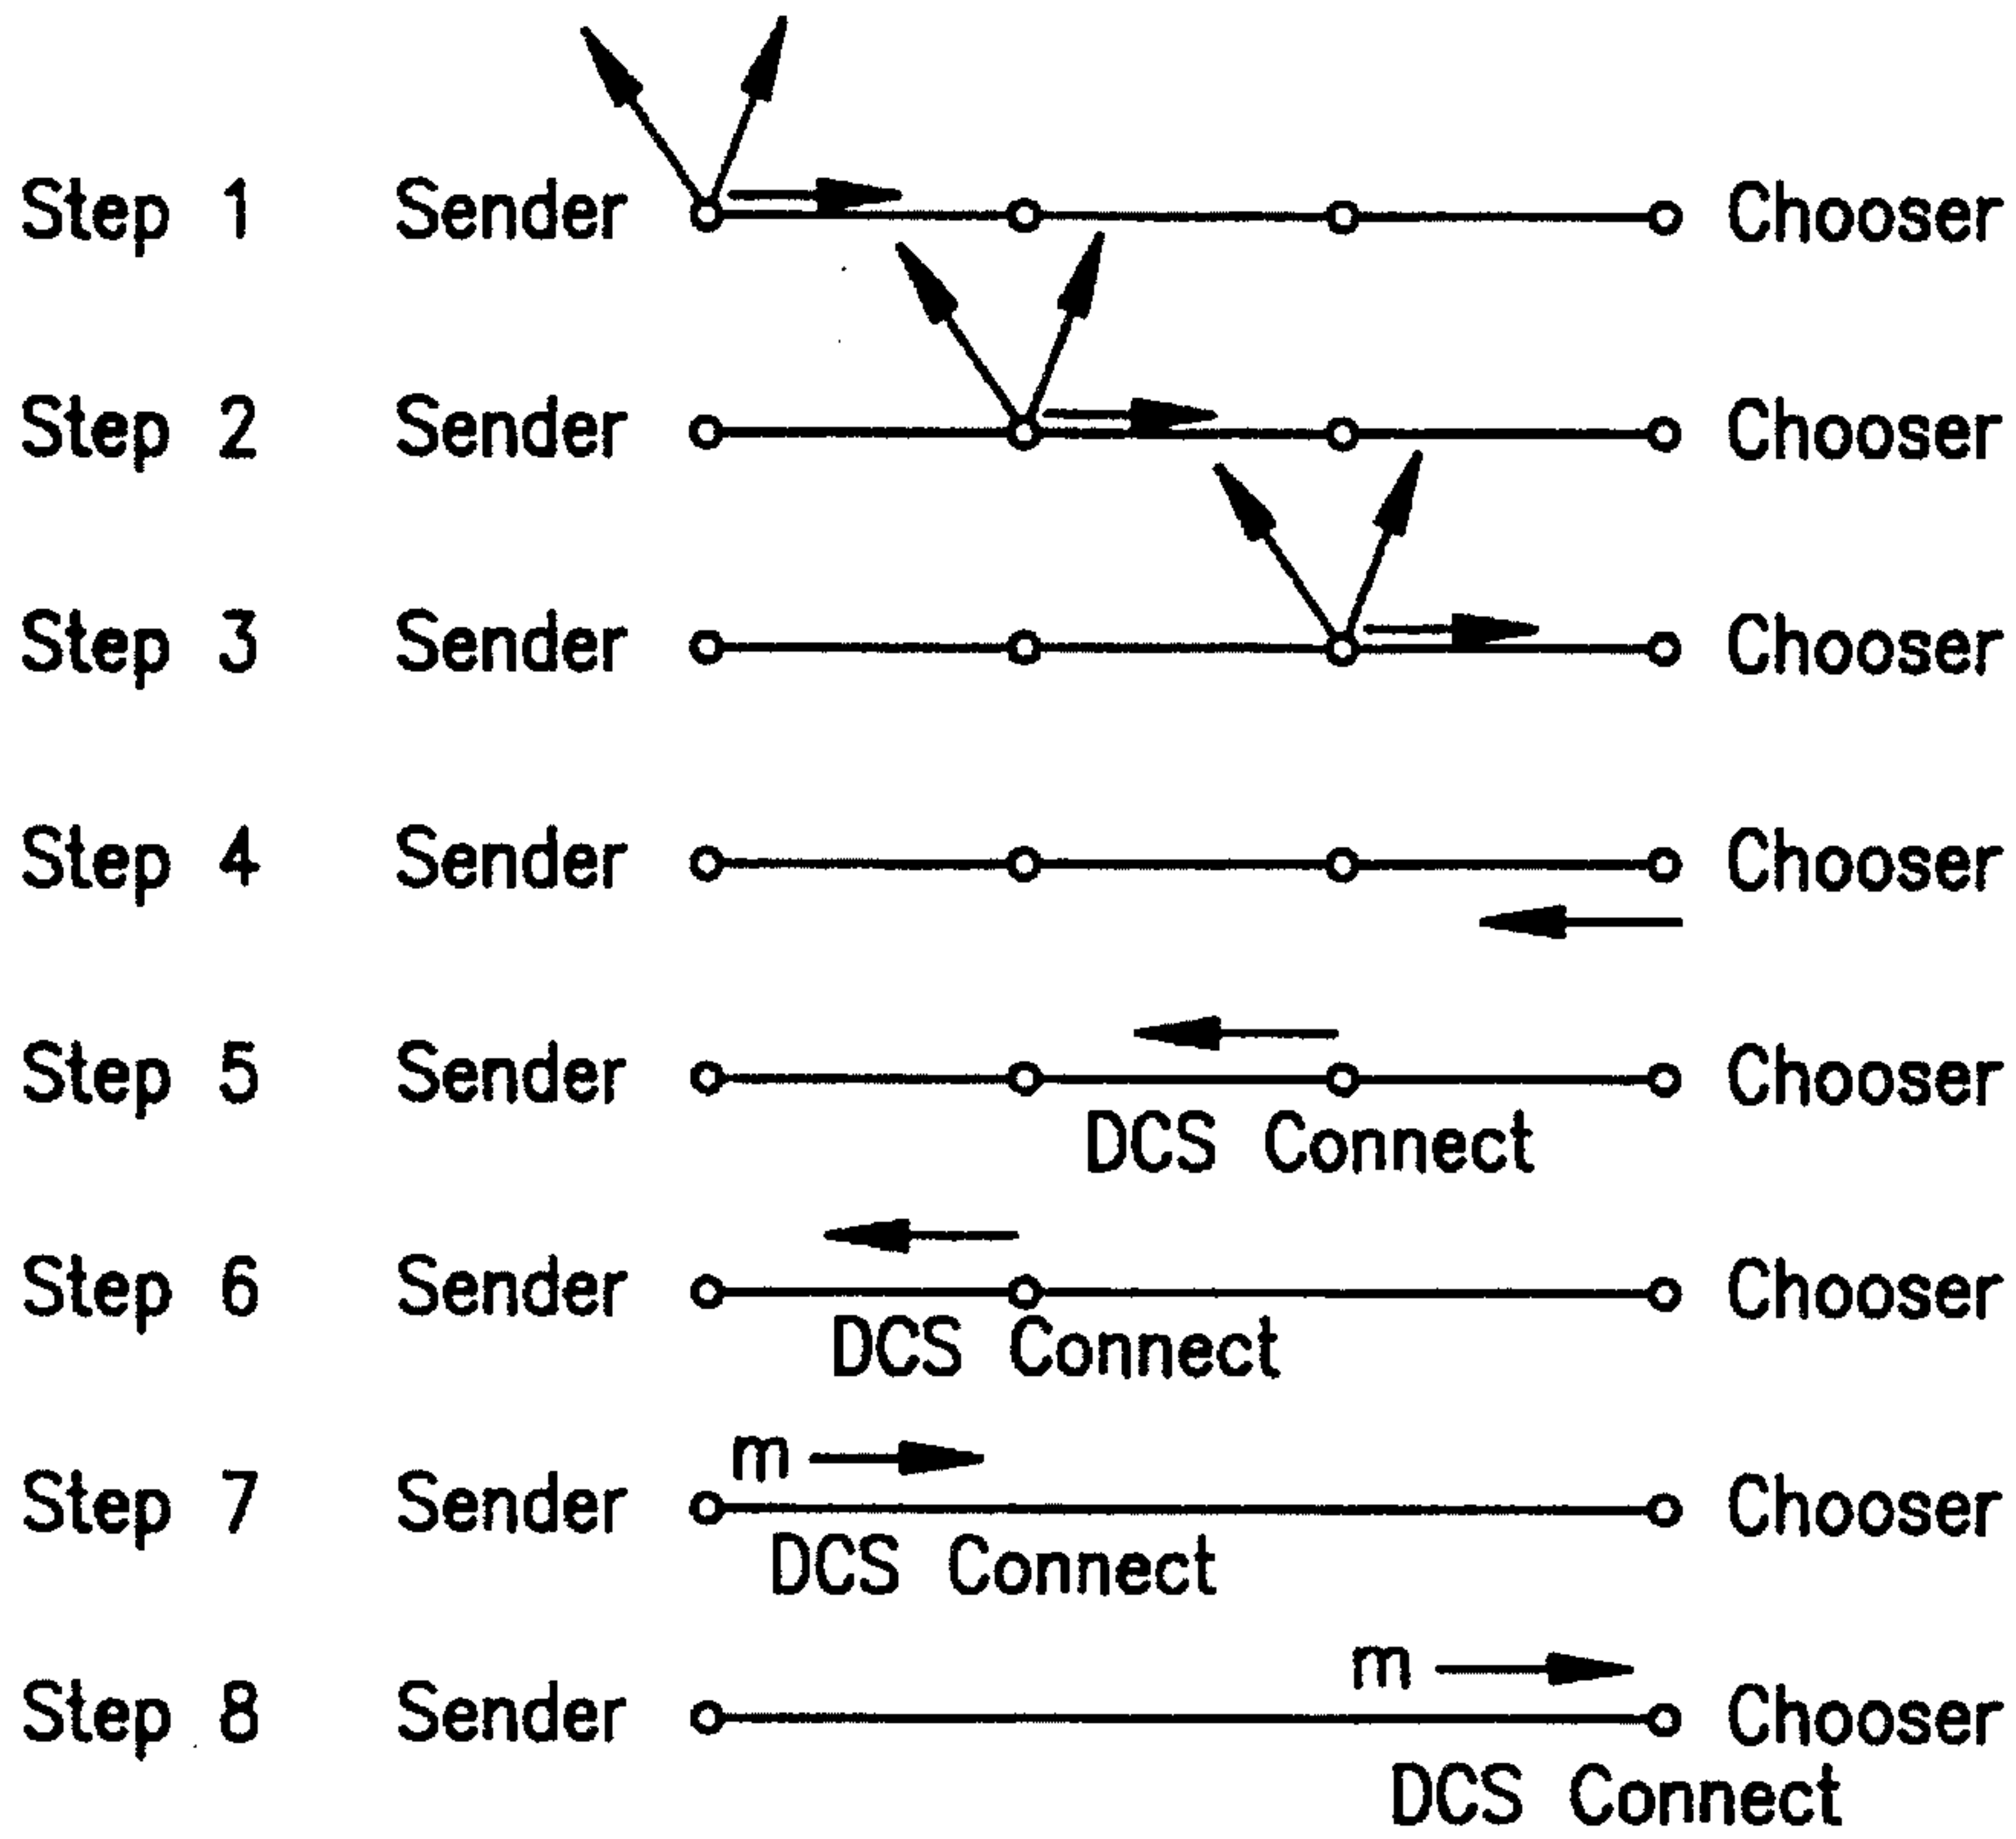 Step 1 Sender Chooser
Step 2 Sender Chooser
Step 3 Sender Chooser
Step 4 Sender Chooser
Step 5 Sender Chooser
DCS Connect
Step 6 Sender Chooser
DCS Connect
m
Step 7 Sender Chooser
DCS Connect
m
Step 8 Sender Chooser
DCS Connect